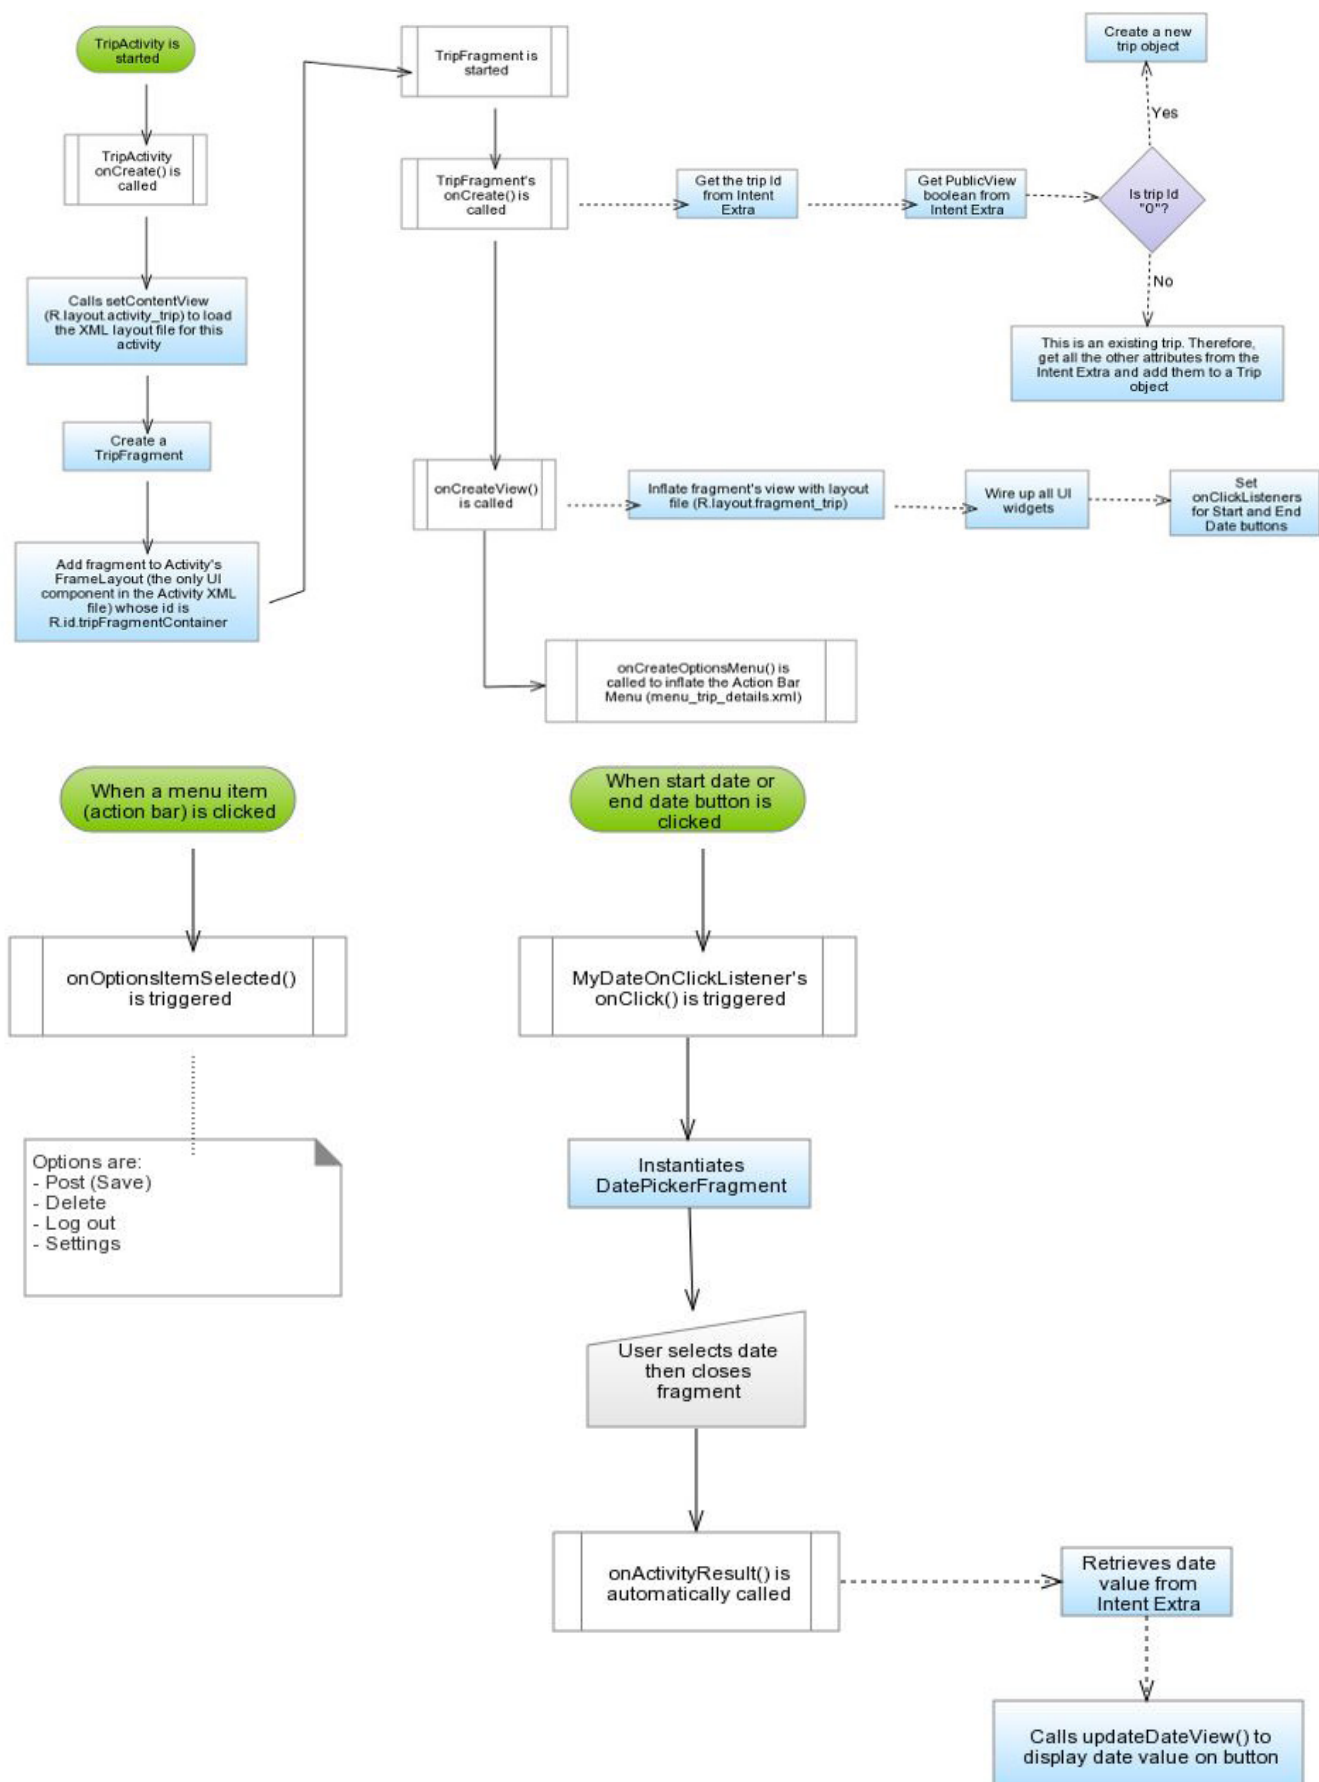 TripActivity is
started
TripActivity
onCreate() is
called
Calls setContentView
(R.layout.activity_trip) to load
the XML layout file for this
activity
Create a
TripFragment
Add fragment to Activity's
FrameLayout (the only UI
component in the Activity XML
file) whose id is
R.id.tripFragmentContainer
TripFragment is
started
TripFragment's
onCreate() is
called
Get the trip Id
from Intent
Extra
Get PublicView
boolean from
Intent Extra
Is trip Id
"0"?
Yes
Create a new
trip object
No
This is an existing trip. Therefore,
get all the other attributes from the
Intent Extra and add them to a Trip
object
onCreateView()
is called
Inflate fragment's view with layout
file (R.layout.fragment_trip)
Wire up all UI
widgets
Set
onClickListeners
for Start and End
Date buttons
onCreateOptionsMenu() is
called to inflate the Action Bar
Menu (menu_trip_details.xml)
When a menu item
(action bar) is clicked
onOptionsItemSelected()
is triggered
Options are:
- Post (Save)
- Delete
- Log out
- Settings
When start date or
end date button is
clicked
MyDateOnClickListener's
onClick() is triggered
Instantiates
DatePickerFragment
User selects date
then closes
fragment
onActivityResult() is
automatically called
Retrieves date
value from
Intent Extra
Calls updateDateView() to
display date value on button